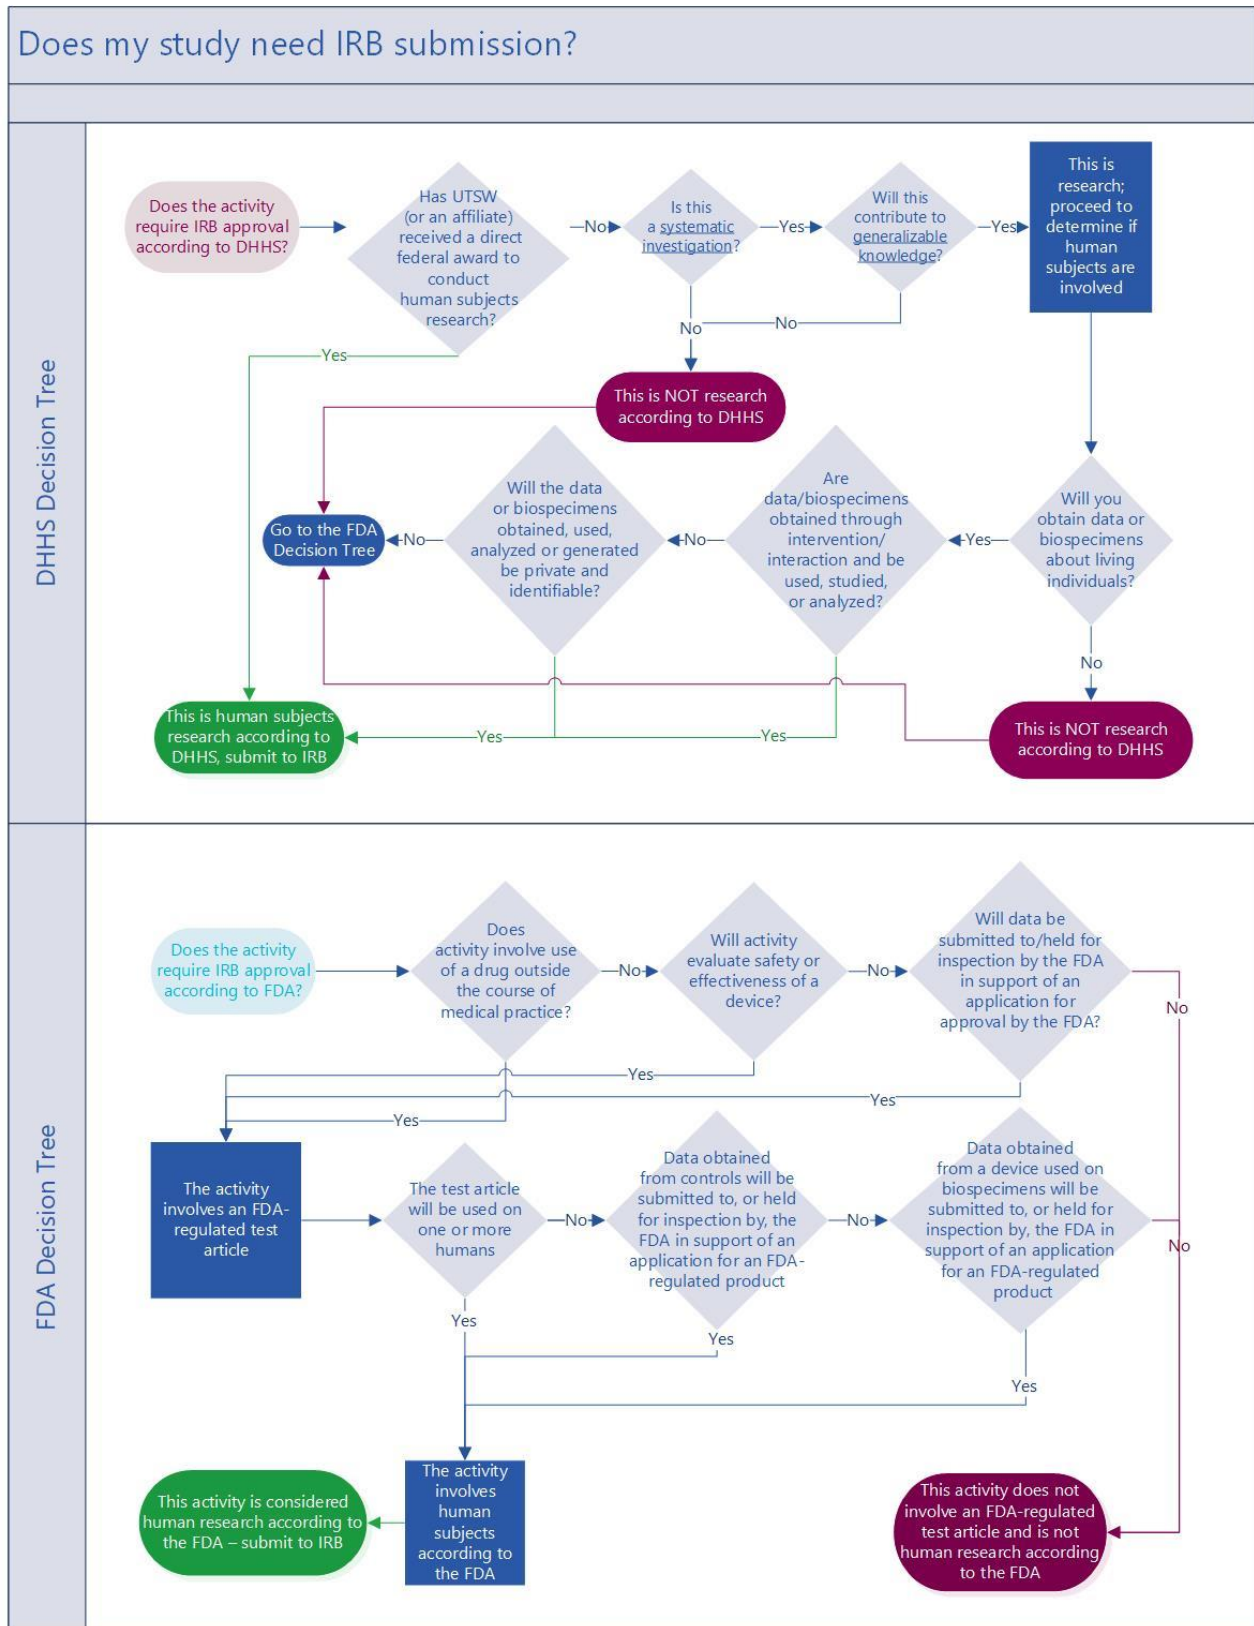 Does my study need IRB submission?
DHHS Decision Tree
Does the activity
require IRB approval
according to DHHS?
Has UTSW
(or an affiliate)
received a direct
federal award to
conduct
human subjects
research?
No
Is this
a systematic
investigation?
Yes
Will this
contribute to
generalizable
knowledge?
Yes
This is
research;
proceed to
determine if
human
subjects are
involved
No
No
Yes
This is NOT research
according to DHHS
Go to the FDA
Decision Tree
No
Will the data
or biospecimens
obtained, used,
analyzed or generated
be private and
identifiable?
No
Are
data/biospecimens
obtained through
intervention/
interaction and be
used, studied,
or analyzed?
Yes
Will you
obtain data or
biospecimens
about living
individuals?
No
This is human subjects
research according to
DHHS, submit to IRB
Yes
Yes
This is NOT research
according to DHHS
FDA Decision Tree
Does the activity
require IRB approval
according to FDA?
Does
activity involve use
of a drug outside
the course of
medical practice?
No
Will activity
evaluate safety or
effectiveness of a
device?
No
Will data be
submitted to/held for
inspection by the FDA
in support of an
application for
approval by the FDA?
No
Yes
Yes
Yes
The activity
involves an FDA-
regulated test
article
The test article
will be used on
one or more
humans
No
Data obtained
from controls will be
submitted to, or held
for inspection by, the
FDA in support of an
application for an FDA-
regulated product
No
Data obtained
from a device used on
biospecimens will be
submitted to, or held for
inspection by, the FDA in
support of an application
for an FDA-regulated
product
No
Yes
Yes
Yes
This activity is considered
human research according to
the FDA – submit to IRB
The activity
involves
human
subjects
according to
the FDA
This activity does not
involve an FDA-regulated
test article and is not
human research according
to the FDA